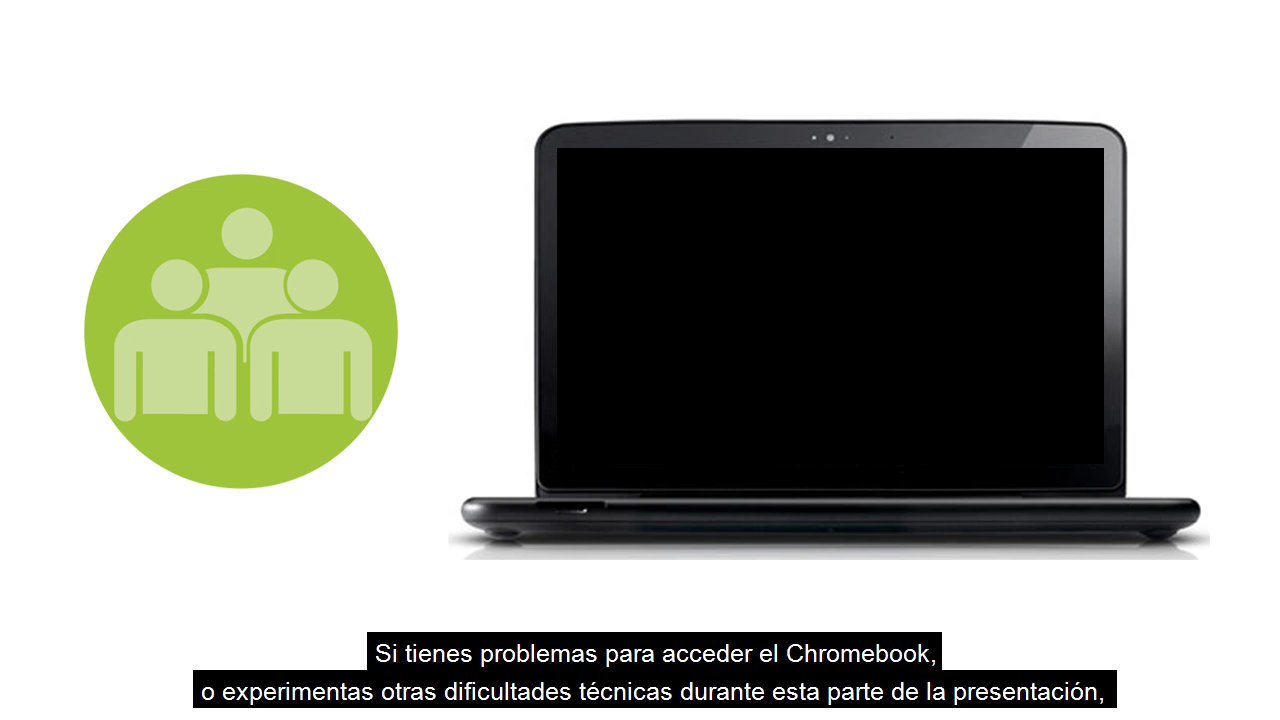 Si tienes problemas para acceder el Chromebook,
o experimentas otras dificultades técnicas durante esta parte de la presentación,